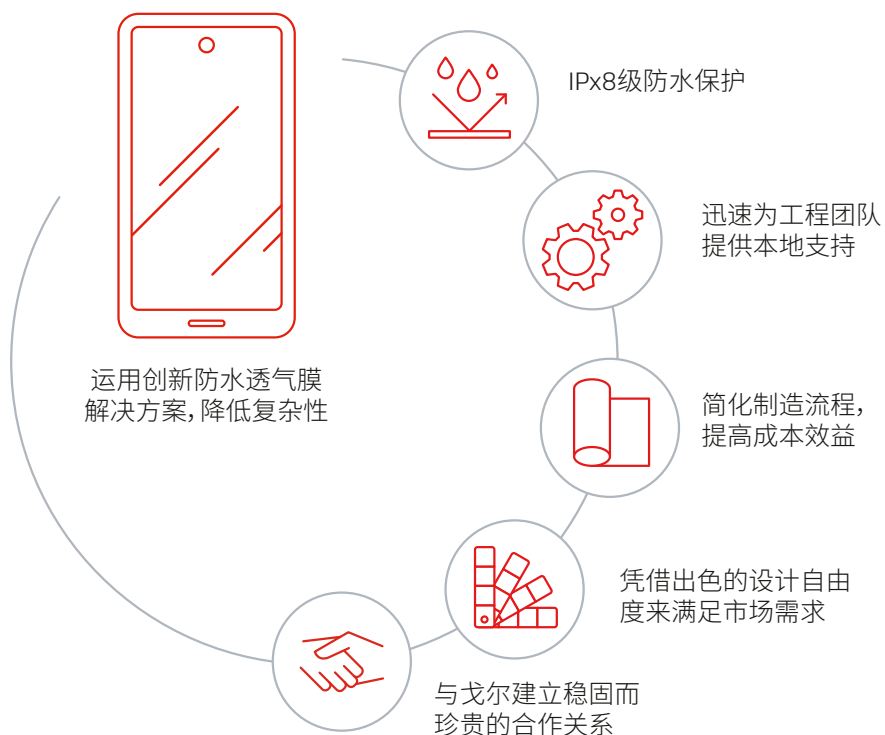 IPx8级防水保护
迅速为工程团队
提供本地支持
运用创新防水透气膜
解决方案，降低复杂性
简化制造流程，
提高成本效益
凭借出色的设计自由
度来满足市场需求
与戈尔建立稳固而
珍贵的合作关系